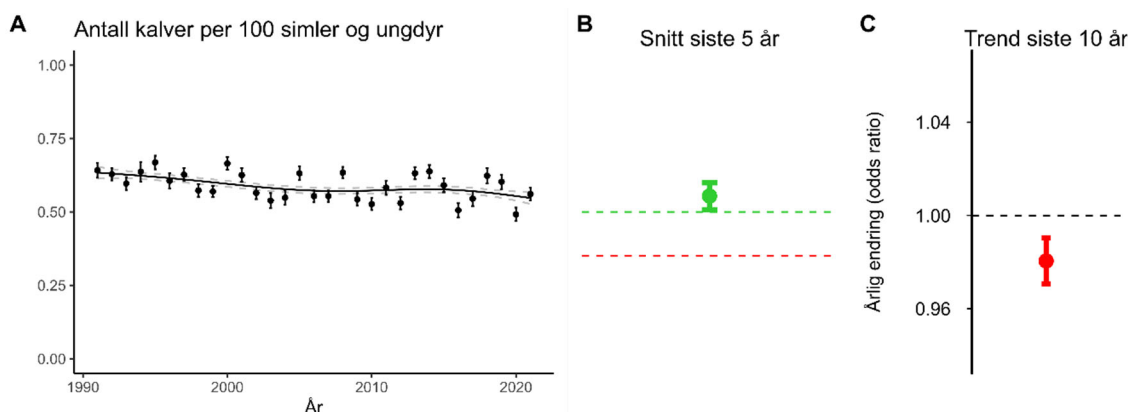 A
Antall kalver per 100 simler og ungdyr
1.00
0.75
0.50
0.25
0.00
1990
2000
2010
2020
År
B
Snitt siste 5 år
C
Trend siste 10 år
Årlig endring (odds ratio)
1.04
1.00
0.96